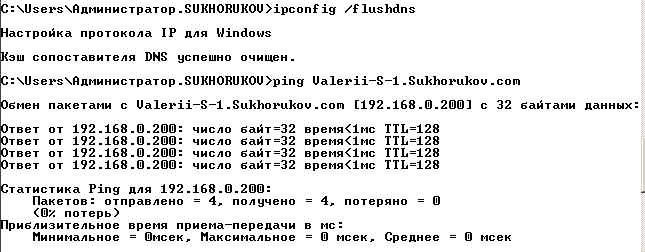 C:\Users\Администратор.SUKHORUKOV>ipconfig /flushdns
Настройка протокола IP для Windows
Кэш сопоставителя DNS успешно очищен.
C:\Users\Администратор.SUKHORUKOV>ping Valerii-S-1.Sukhorukov.com
Обмен пакетами с Valerii-S-1.Sukhorukov.com [192.168.0.200] с 32 байтами данных:
Ответ от 192.168.0.200: число байт=32 время<1мс TTL=128
Ответ от 192.168.0.200: число байт=32 время<1мс TTL=128
Ответ от 192.168.0.200: число байт=32 время<1мс TTL=128
Ответ от 192.168.0.200: число байт=32 время<1мс TTL=128
Статистика Ping для 192.168.0.200:
Пакетов: отправлено = 4, получено = 4, потеряно = 0
(0% потерь)
Приблизительное время приема-передачи в мс:
Минимальное = 0мсек, Максимальное = 0 мсек, Среднее = 0 мсек